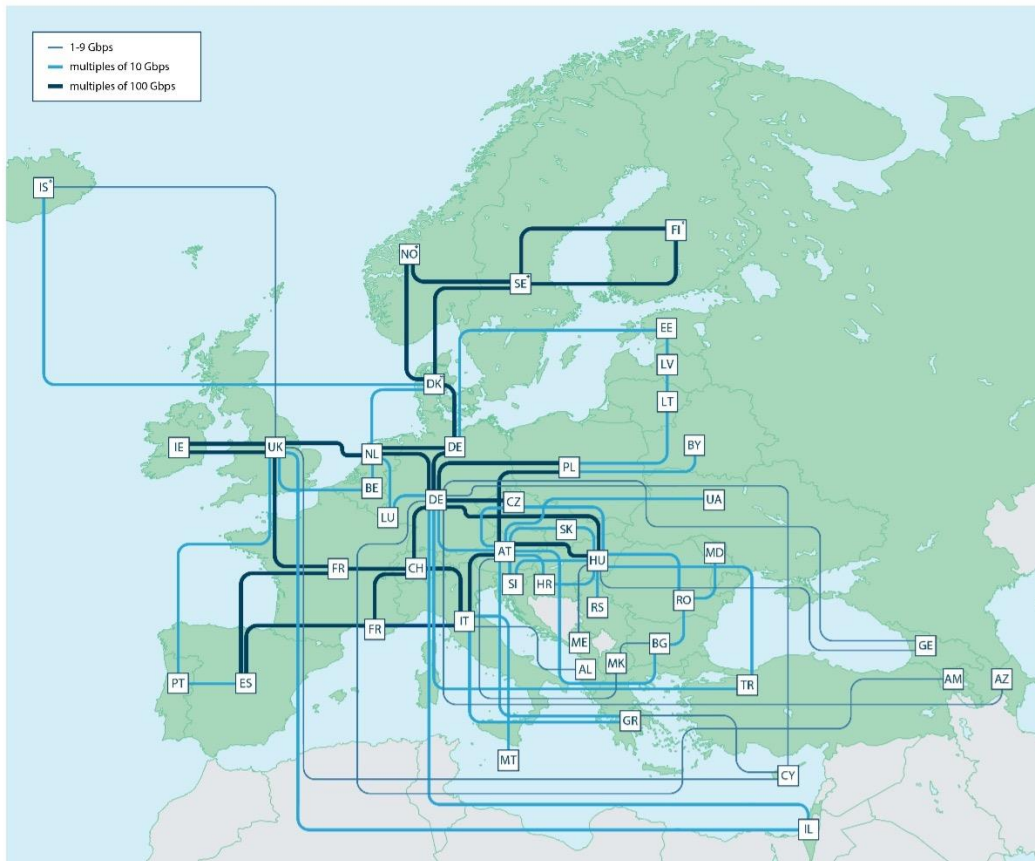 1-9 Gbps
multiples of 10 Gbps
multiples of 100 Gbps
IS*
FI*
NO*
SE*
EE
LV
DK*
LT
IE
UK
NL
DE
BY
PL
BE
DE
CZ
UA
LU
SK
AT
HU
MD
FR
CH
SI
HR
RS
RO
FR
IT
ME
BG
GE
AL
MK
PT
ES
TR
AM
AZ
GR
MT
CY
IL